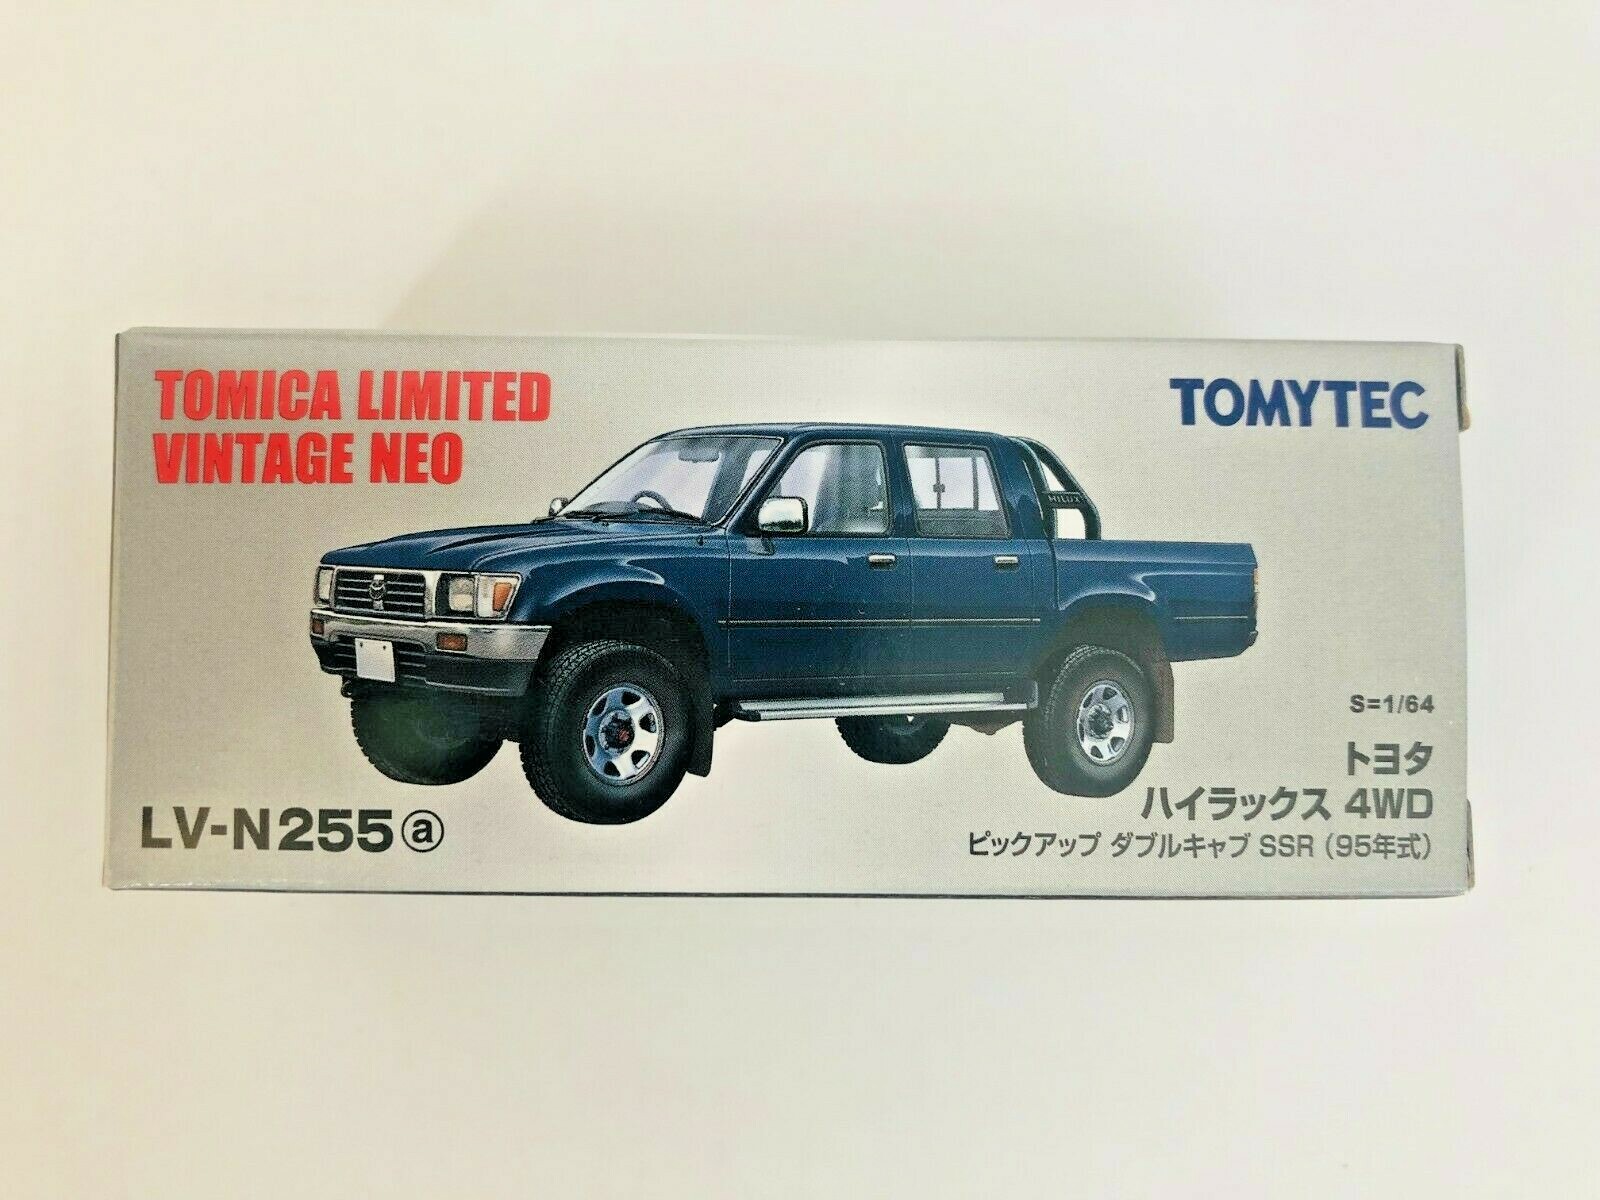 TOMICA LIMITED
VINTAGE NEO
TOMYTEC
HILUX
S=1/64
トヨタ
ハイラックス 4WD
ピックアップ ダブルキャブ SSR (95年式)
LV-N255ⓐ